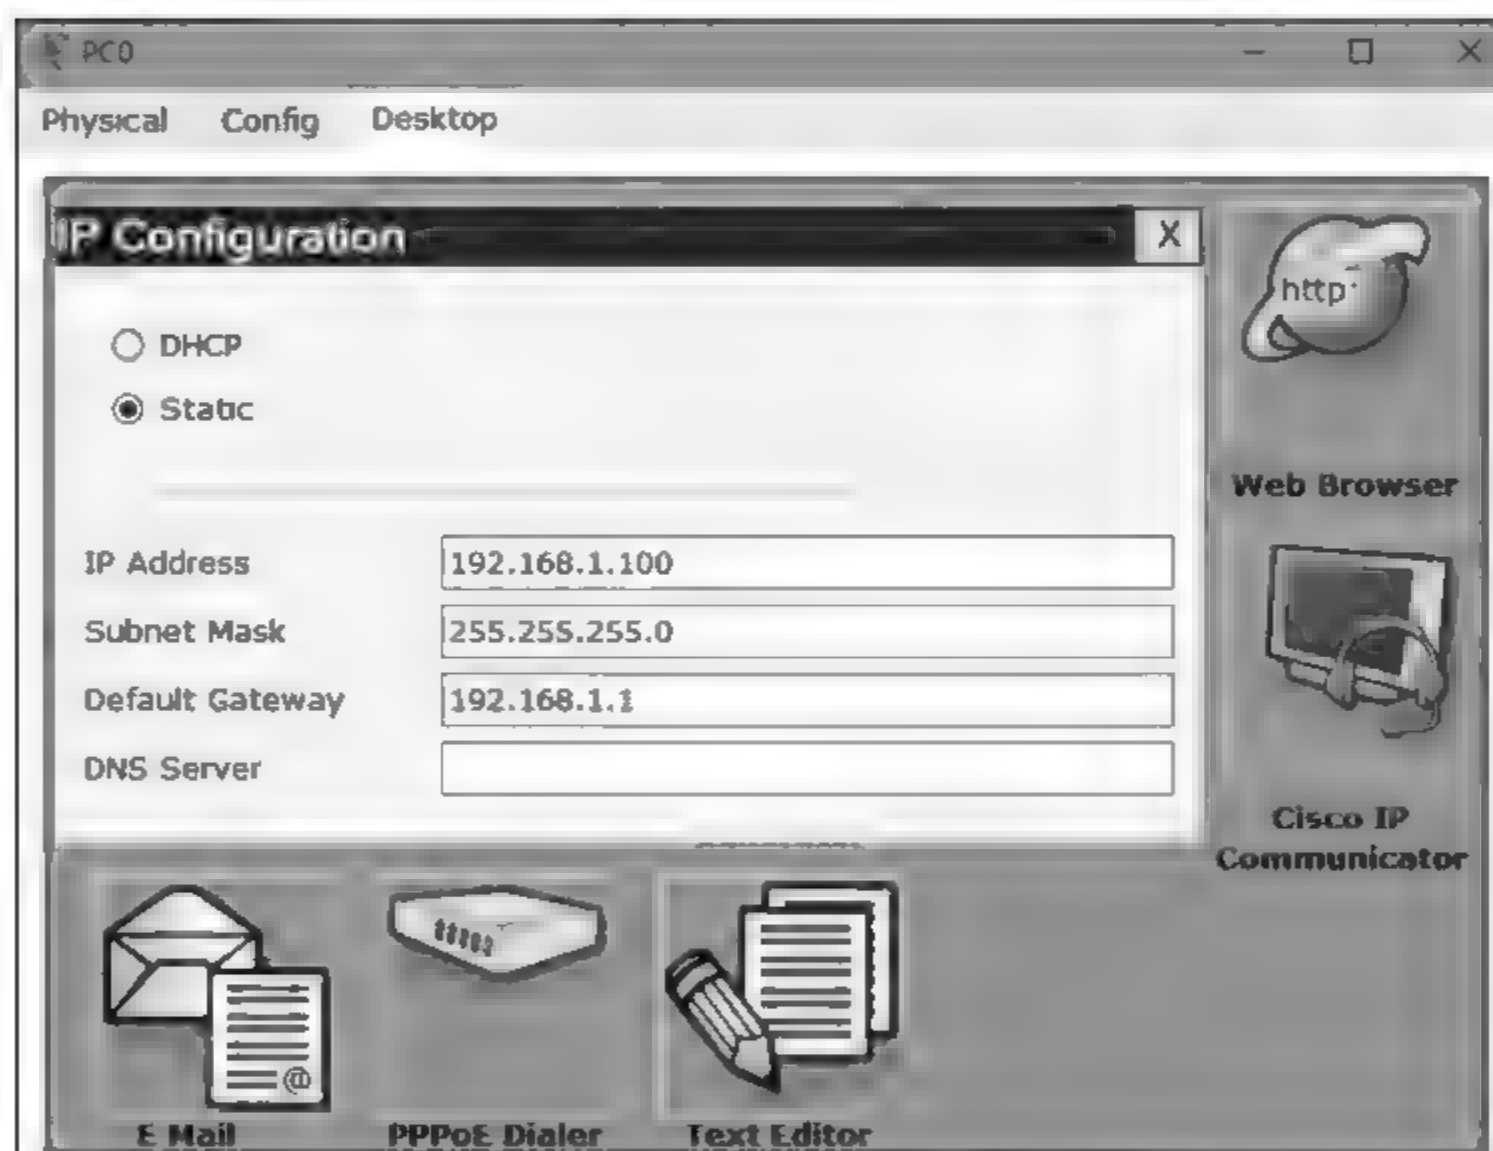 PC0
Physical Config Desktop
IP Configuration X
http
DHCP
Static
Web Browser
IP Address 192.168.1.100
Subnet Mask 255.255.255.0
Default Gateway 192.168.1.1
DNS Server
Cisco IP
Communicator
@
E Mail PPPoE Dialer Text Editor